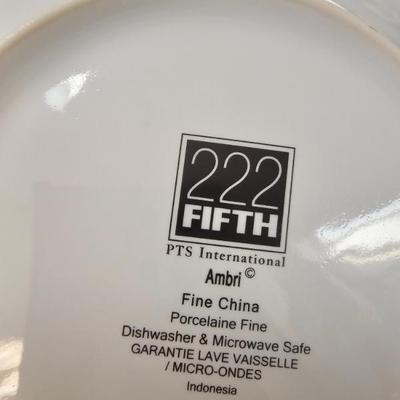 222
FIFTH
PTS International
Ambri©
Fine China
Porcelaine Fine
Dishwasher & Microwave Safe
GARANTIE LAVE VAISSELLE
/ MICRO-ONDES
Indonesia